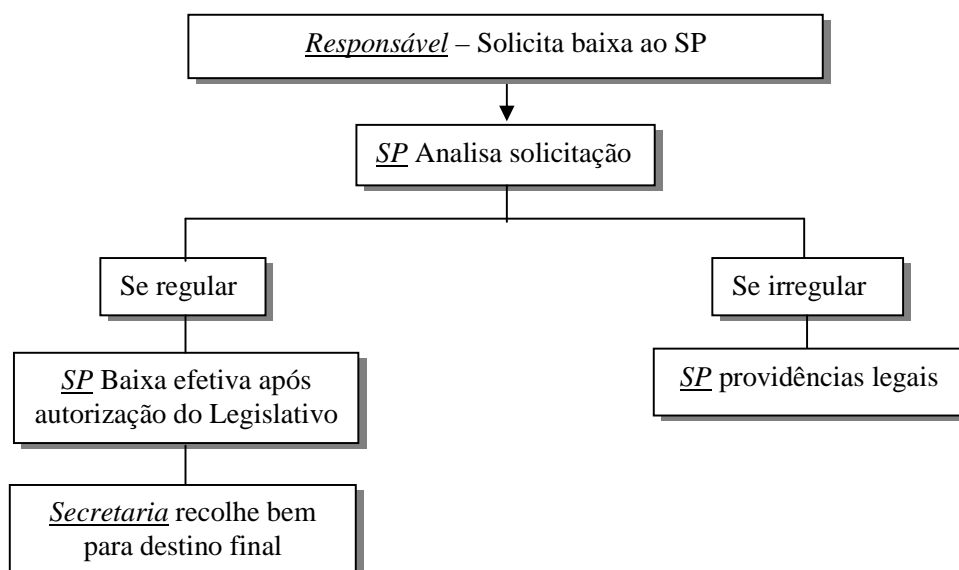 Responsável – Solicita baixa ao SP
SP Analisa solicitação
Se regular
Se irregular
SP Baixa efetiva após
autorização do Legislativo
SP providências legais
Secretaria recolhe bem
para destino final